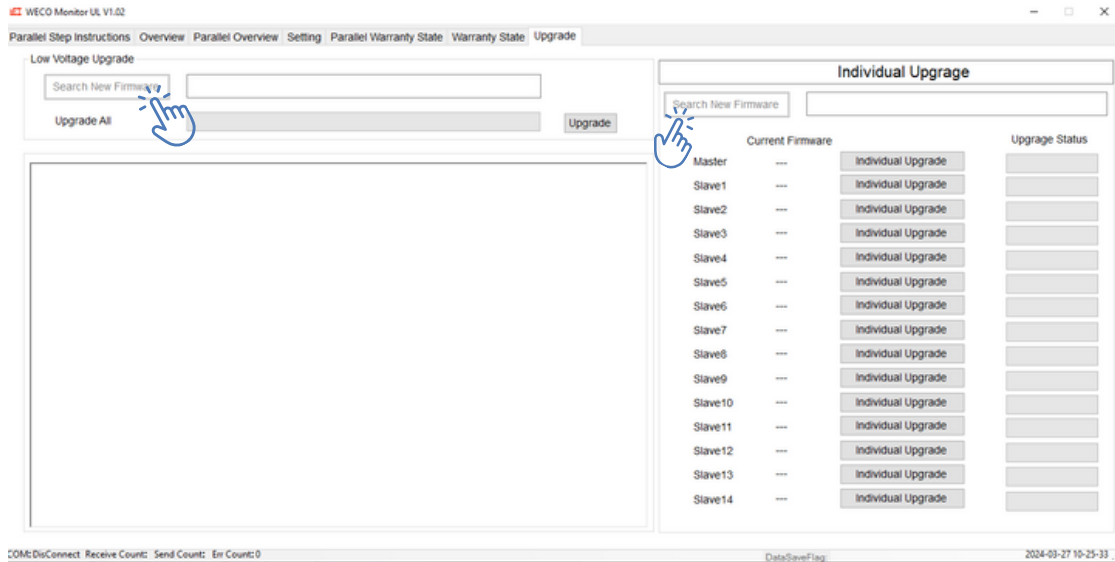 WECO Monitor UL V1.02
Parallel Step Instructions Overview Parallel Overview Setting Parallel Warranty State Warranty State Upgrade
Low Voltage Upgrade
Search New Firmware
Upgrade All Upgrade
Individual Upgrage
Search New Firmware
Current Firmware Upgrage Status
Master --- Individual Upgrade
Slave1 --- Individual Upgrade
Slave2 --- Individual Upgrade
Slave3 --- Individual Upgrade
Slave4 --- Individual Upgrade
Slave5 --- Individual Upgrade
Slave6 --- Individual Upgrade
Slave7 --- Individual Upgrade
Slave8 --- Individual Upgrade
Slave9 --- Individual Upgrade
Slave10 --- Individual Upgrade
Slave11 --- Individual Upgrade
Slave12 --- Individual Upgrade
Slave13 --- Individual Upgrade
Slave14 --- Individual Upgrade
COM: DisConnect Receive Count: Send Count: Err Count: 0 DataSaveFlag: 2024-03-27 10-25-33